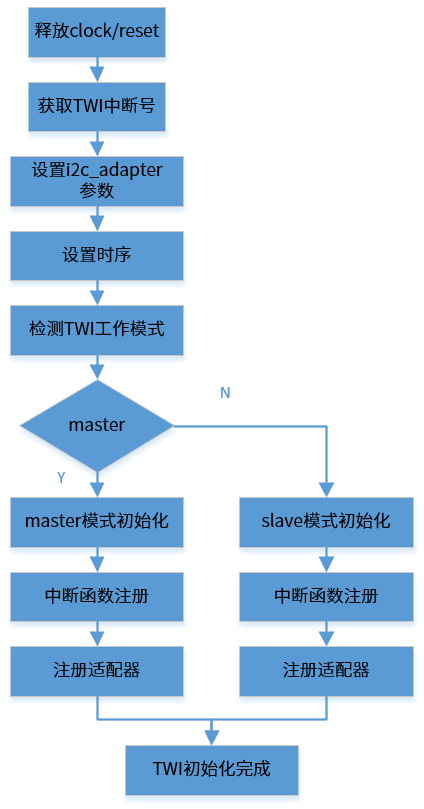 释放clock/reset
获取TWI中断号
设置i2c_adapter
参数
设置时序
检测TWI工作模式
master
N
Y
master模式初始化
slave模式初始化
中断函数注册
中断函数注册
注册适配器
注册适配器
TWI初始化完成